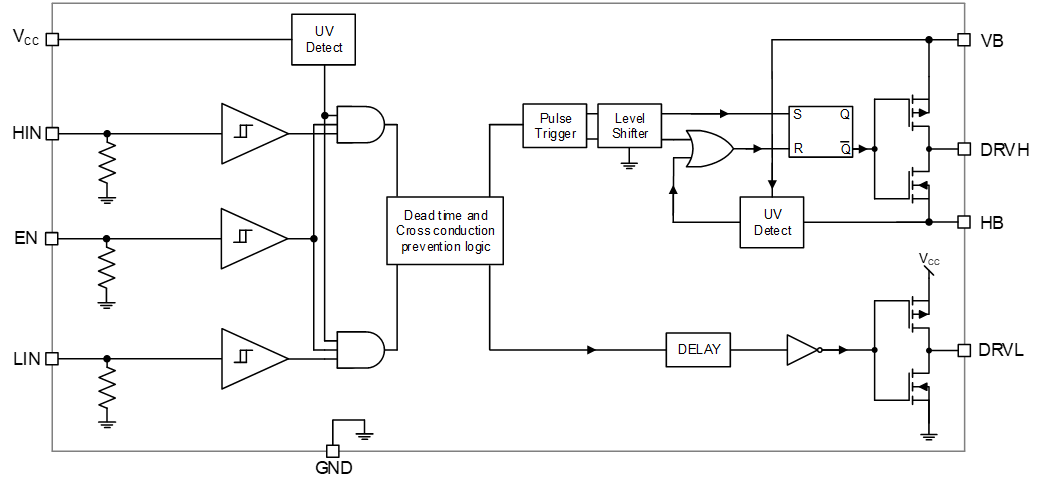 VCC
UV
Detect
HIN
EN
LIN
GND
Dead time and
Cross conduction
prevention logic
Pulse
Trigger
Level
Shifter
S
Q
R
Q̅
UV
Detect
DELAY
VCC
VB
DRVH
HB
DRVL